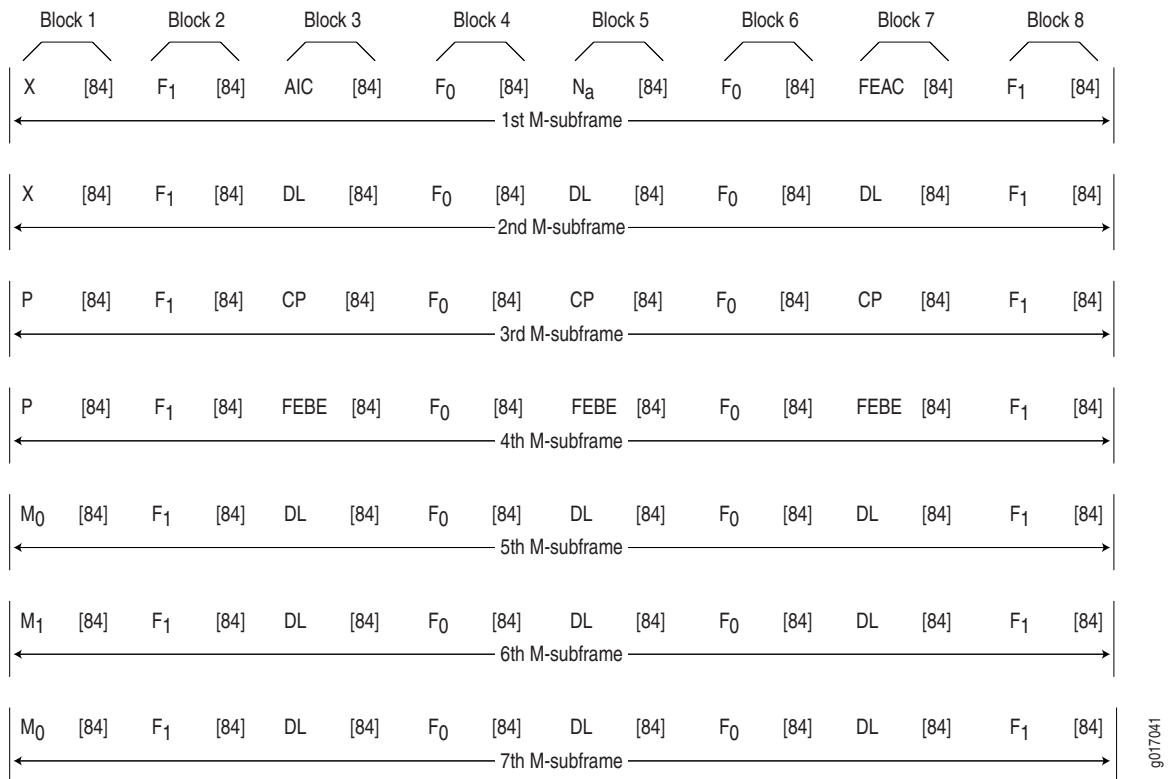 Block 1 Block 2 Block 3 Block 4 Block 5 Block 6 Block 7 Block 8
X [84] F1 [84] AIC [84] F0 [84] Na [84] F0 [84] FEAC [84] F1 [84]
1st M-subframe
X [84] F1 [84] DL [84] F0 [84] DL [84] F0 [84] DL [84] F1 [84]
2nd M-subframe
P [84] F1 [84] CP [84] F0 [84] CP [84] F0 [84] CP [84] F1 [84]
3rd M-subframe
P [84] F1 [84] FEBE [84] F0 [84] FEBE [84] F0 [84] FEBE [84] F1 [84]
4th M-subframe
M0 [84] F1 [84] DL [84] F0 [84] DL [84] F0 [84] DL [84] F1 [84]
5th M-subframe
M1 [84] F1 [84] DL [84] F0 [84] DL [84] F0 [84] DL [84] F1 [84]
6th M-subframe
M0 [84] F1 [84] DL [84] F0 [84] DL [84] F0 [84] DL [84] F1 [84]
7th M-subframe
g017041